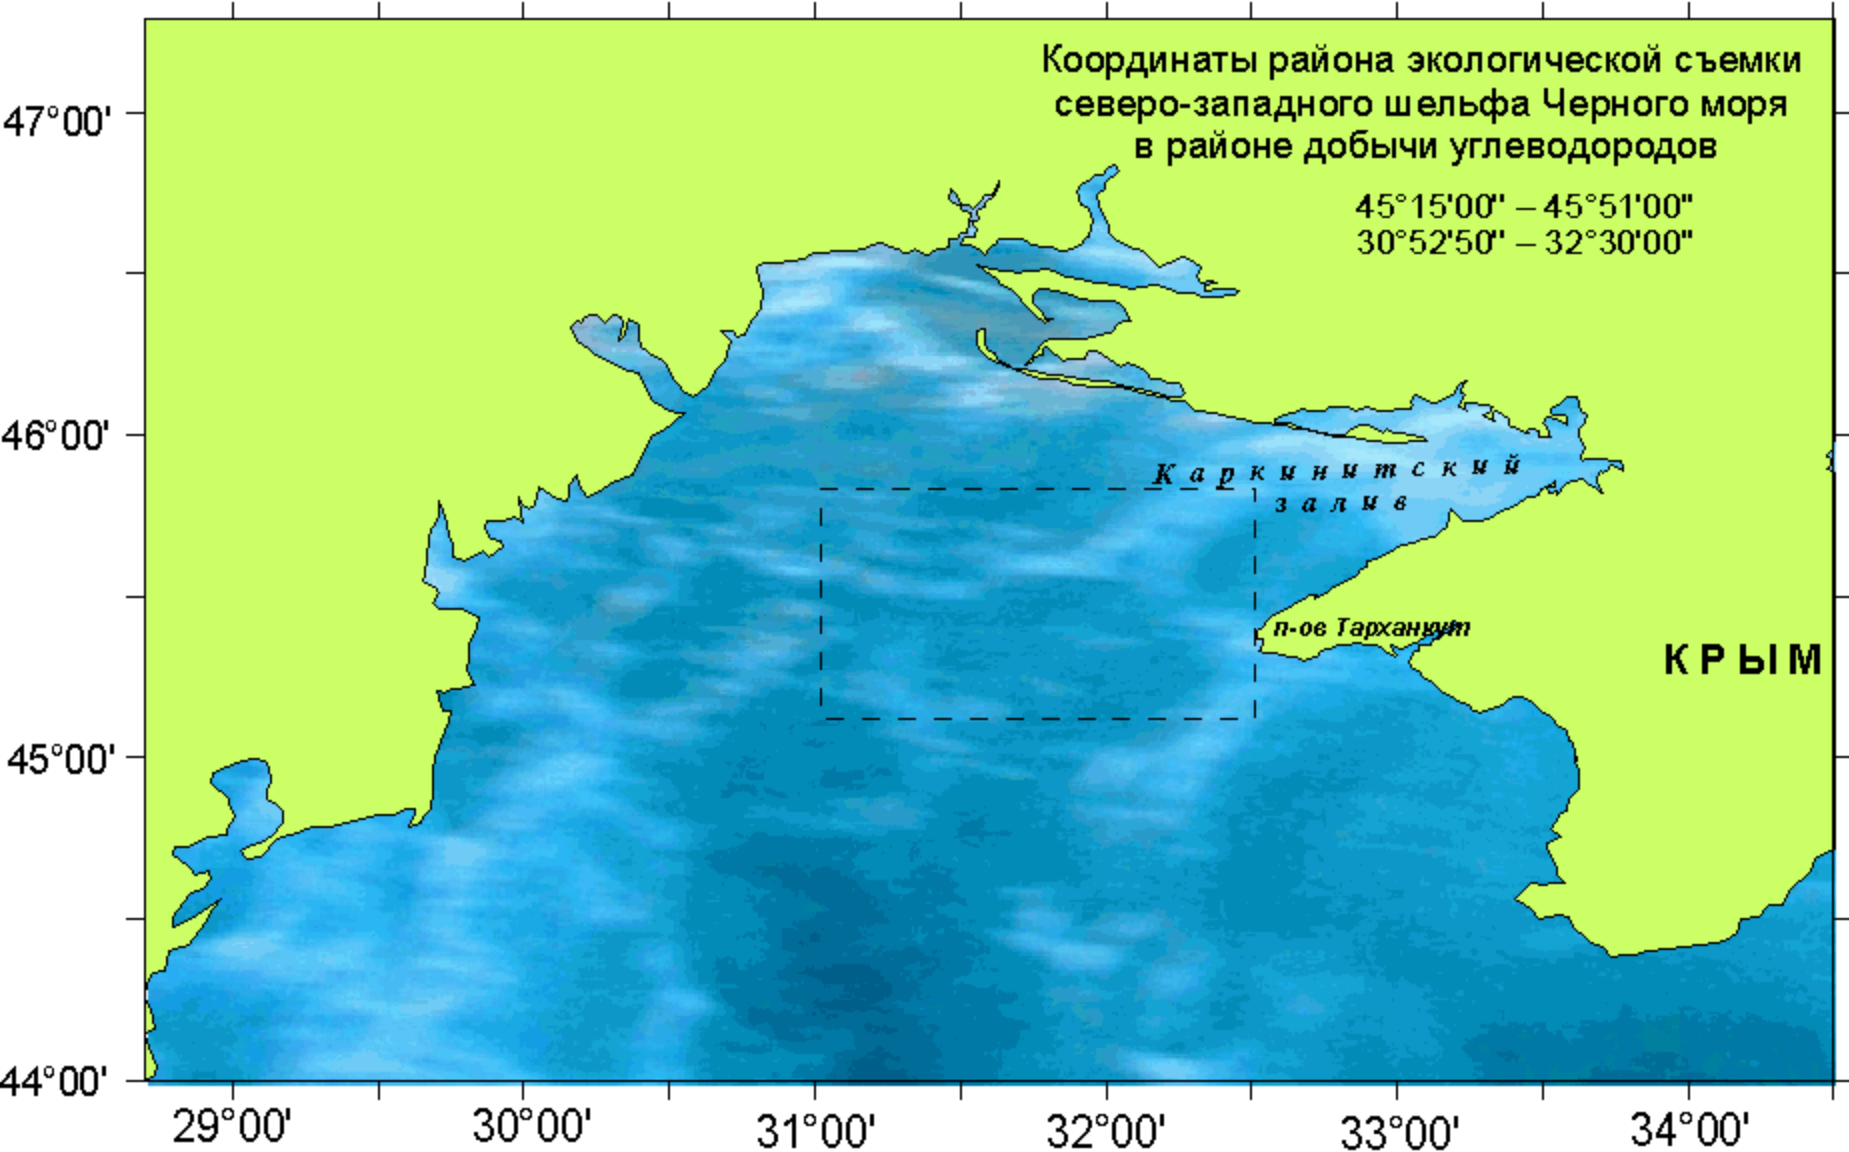 Координаты района экологической съемки
северо-западного шельфа Черного моря
в районе добычи углеводородов
45°15'00" – 45°51'00"
30°52'50" – 32°30'00"
47°00'
46°00'
Каркинитский
залив
п-ов Тарханкут
КРЫМ
45°00'
44°00'
29°00' 30°00' 31°00' 32°00' 33°00' 34°00'